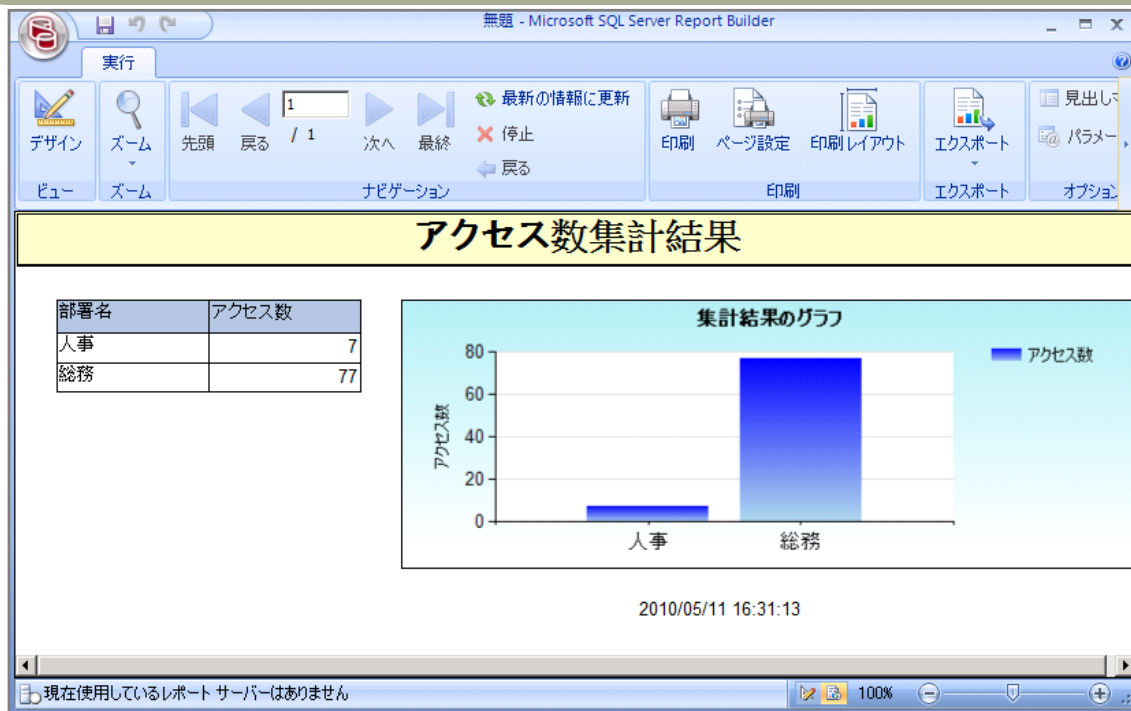 無題 - Microsoft SQL Server Report Builder
実行
デザイン
ズーム
先頭
戻る
1
/ 1
次へ
最終
最新の情報に更新
停止
戻る
印刷
ページ設定
印刷レイアウト
エクスポート
見出し
パラメー
ビュー
ズーム
ナビゲーション
印刷
エクスポート
オプション
アクセス数集計結果
部署名 アクセス数
人事 7
総務 77
集計結果のグラフ
アクセス数
80
60
40
20
0
アクセス数
人事 総務
2010/05/11 16:31:13
現在使用しているレポート サーバーはありません
100%